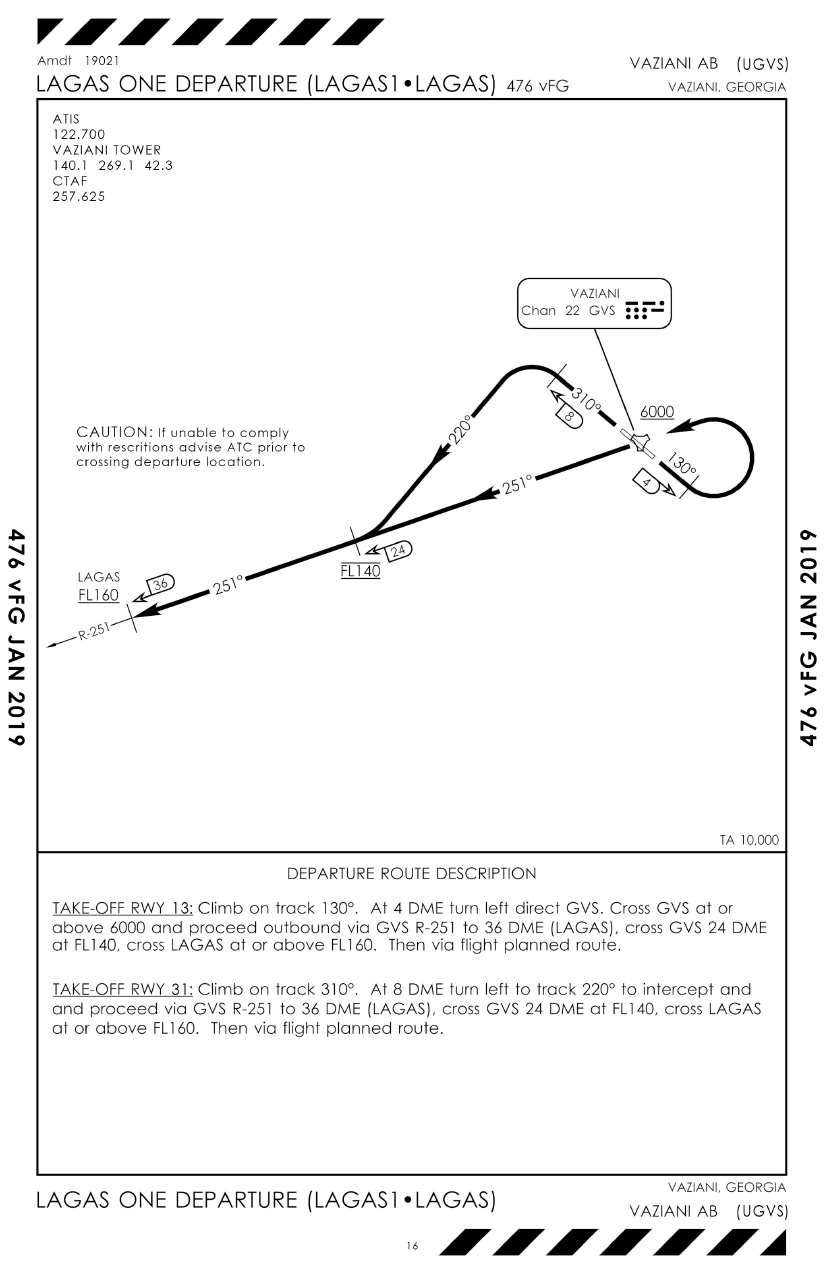 Amdt 19021
VAZIANI AB (UGVS)
LAGAS ONE DEPARTURE (LAGAS1•LAGAS) 476 vFG
VAZIANI, GEORGIA
ATIS
122.700
VAZIANI TOWER
140.1 269.1 42.3
CTAF
257.625
VAZIANI
Chan 22 GVS
310°
8
6000
220°
CAUTION: If unable to comply
with rescritions advise ATC prior to
crossing departure location.
130°
4
251°
24
FL140
LAGAS
FL160
36
251°
R-251
476 vFG JAN 2019
476 vFG JAN 2019
TA 10,000
DEPARTURE ROUTE DESCRIPTION
TAKE-OFF RWY 13: Climb on track 130°. At 4 DME turn left direct GVS. Cross GVS at or
above 6000 and proceed outbound via GVS R-251 to 36 DME (LAGAS), cross GVS 24 DME
at FL140, cross LAGAS at or above FL160. Then via flight planned route.
TAKE-OFF RWY 31: Climb on track 310°. At 8 DME turn left to track 220° to intercept and
and proceed via GVS R-251 to 36 DME (LAGAS), cross GVS 24 DME at FL140, cross LAGAS
at or above FL160. Then via flight planned route.
VAZIANI, GEORGIA
LAGAS ONE DEPARTURE (LAGAS1•LAGAS)
VAZIANI AB (UGVS)
16